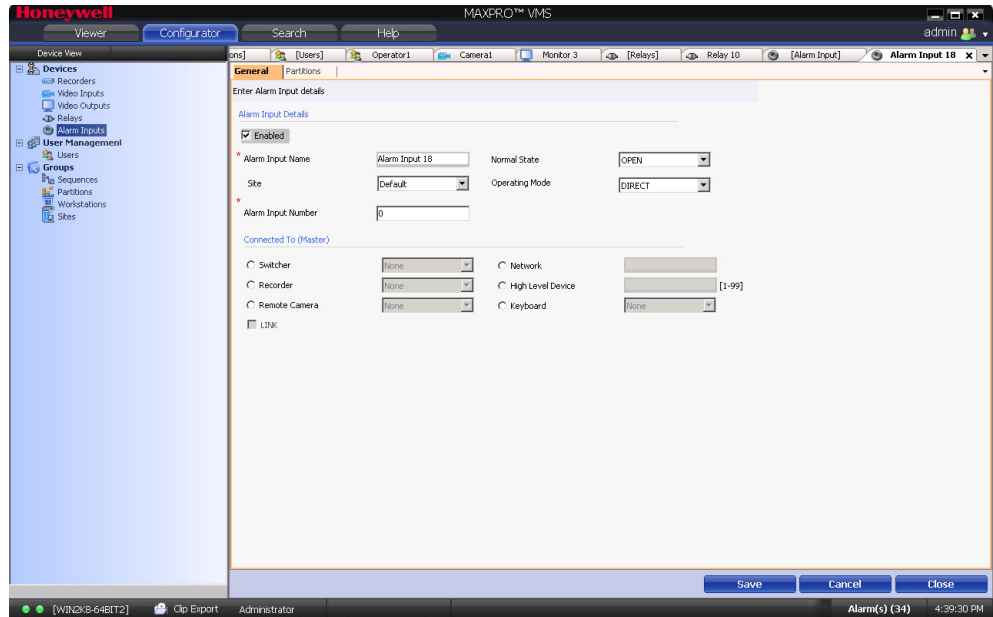 Honeywell
MAXPRO™ VMS
Viewer Configurator Search Help admin
Device View
Devices
Recorders
Video Inputs
Video Outputs
Relays
Alarm Inputs
User Management
Users
Groups
Sequences
Partitions
Workstations
Sites
ons] [Users] Operator1 Camera1 Monitor 3 [Relays] Relay 10 [Alarm Input] Alarm Input 18 x
General Partitions
Enter Alarm Input details
Alarm Input Details
Enabled
* Alarm Input Name Alarm Input 18 Normal State OPEN
Site Default Operating Mode DIRECT
*
Alarm Input Number 0
Connected To (Master)
Switcher None Network
Recorder None High Level Device [1-99]
Remote Camera None Keyboard None
LINK
Save Cancel Close
[WIN2K8-64BIT2] Clip Export Administrator Alarm(s) (34) 4:39:30 PM